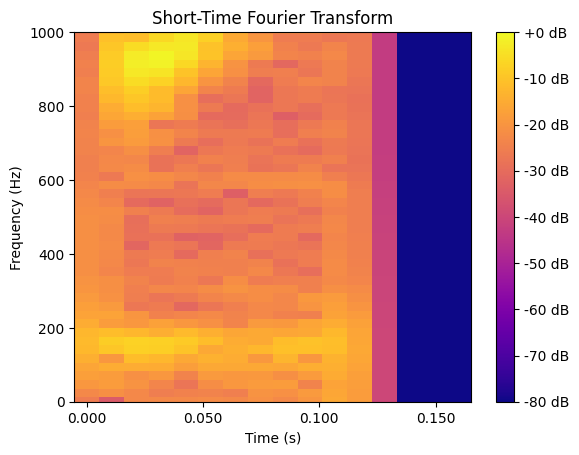 Short-Time Fourier Transform
Frequency (Hz)
1000
800
600
400
200
0
0.000
0.050
0.100
0.150
Time (s)
+0 dB
-10 dB
-20 dB
-30 dB
-40 dB
-50 dB
-60 dB
-70 dB
-80 dB